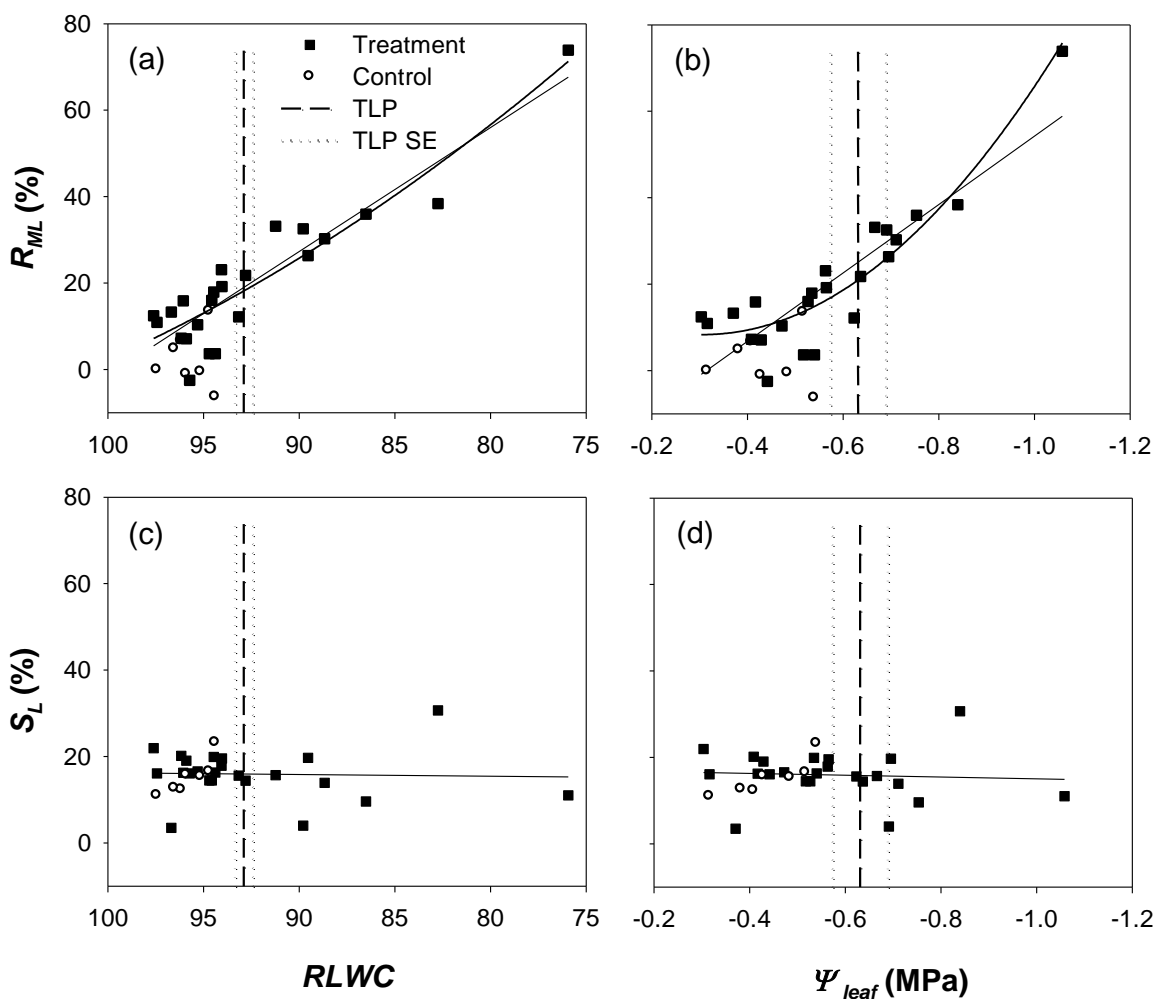 80
60
40
20
0
R_ML (%)
(a)
Treatment
Control
TLP
TLP SE
100 95 90 85 80 75
(b)
-0.2 -0.4 -0.6 -0.8 -1.0 -1.2
80
60
40
20
0
S_L (%)
(c)
100 95 90 85 80 75
RLWC
(d)
-0.2 -0.4 -0.6 -0.8 -1.0 -1.2
Ψ_leaf (MPa)